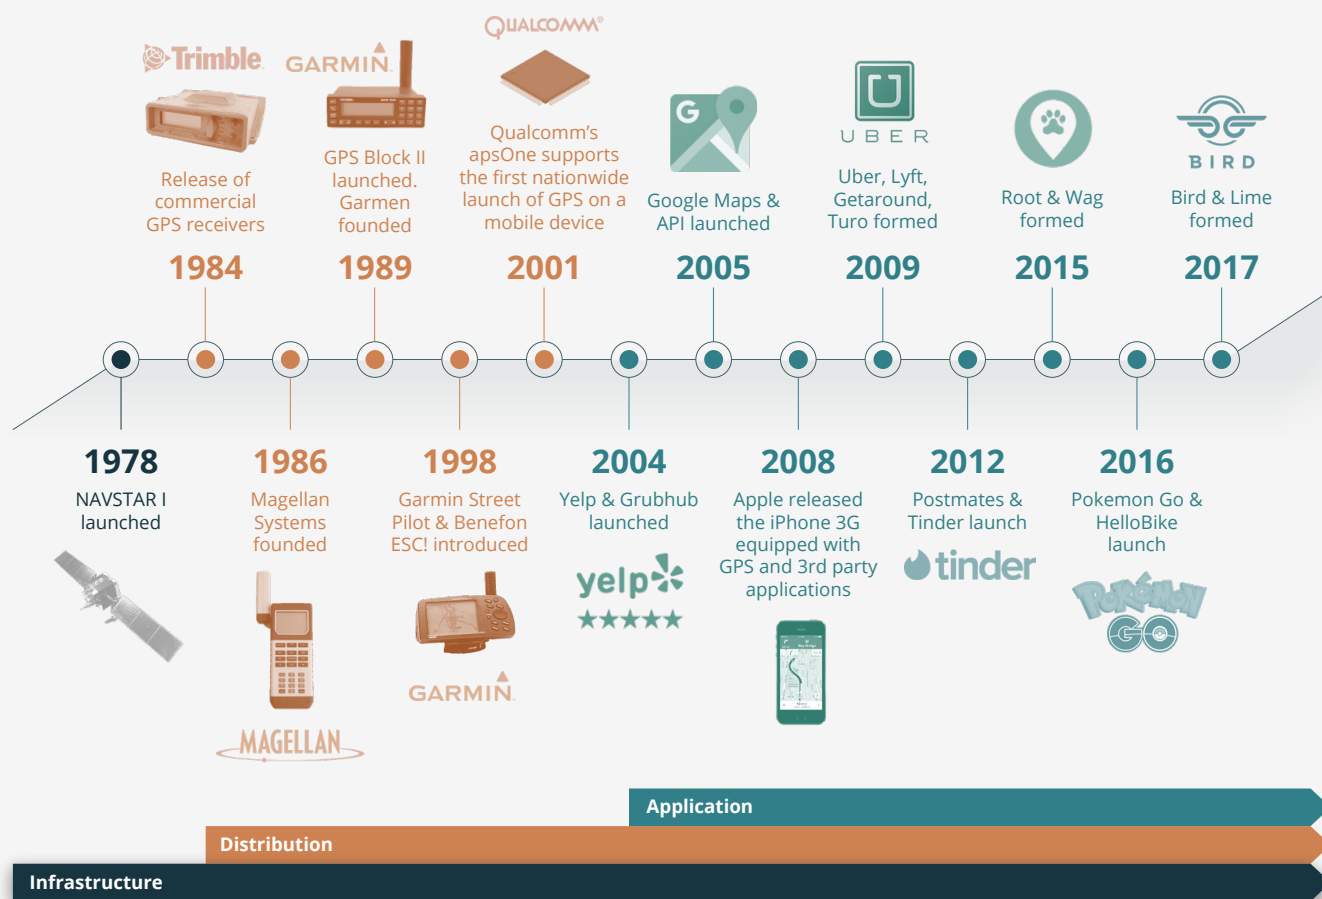 QUALCOMM®
Trimble
GARMIN
Release of
commercial
GPS receivers
1984
GPS Block II
launched.
Garmen
founded
1989
Qualcomm's
apsOne supports
the first nationwide
launch of GPS on a
mobile device
2001
G
Google Maps &
API launched
2005
U
UBER
Uber, Lyft,
Getaround,
Turo formed
2009
Root & Wag
formed
2015
BIRD
Bird & Lime
formed
2017
1978
NAVSTAR I
launched
1986
Magellan
Systems
founded
MAGELLAN
1998
Garmin Street
Pilot & Benefon
ESC! introduced
GARMIN
2004
Yelp & Grubhub
launched
yelp
2008
Apple released
the iPhone 3G
equipped with
GPS and 3rd party
applications
2012
Postmates &
Tinder launch
tinder
2016
Pokemon Go &
HelloBike
launch
POKéMON
GO
Application
Distribution
Infrastructure